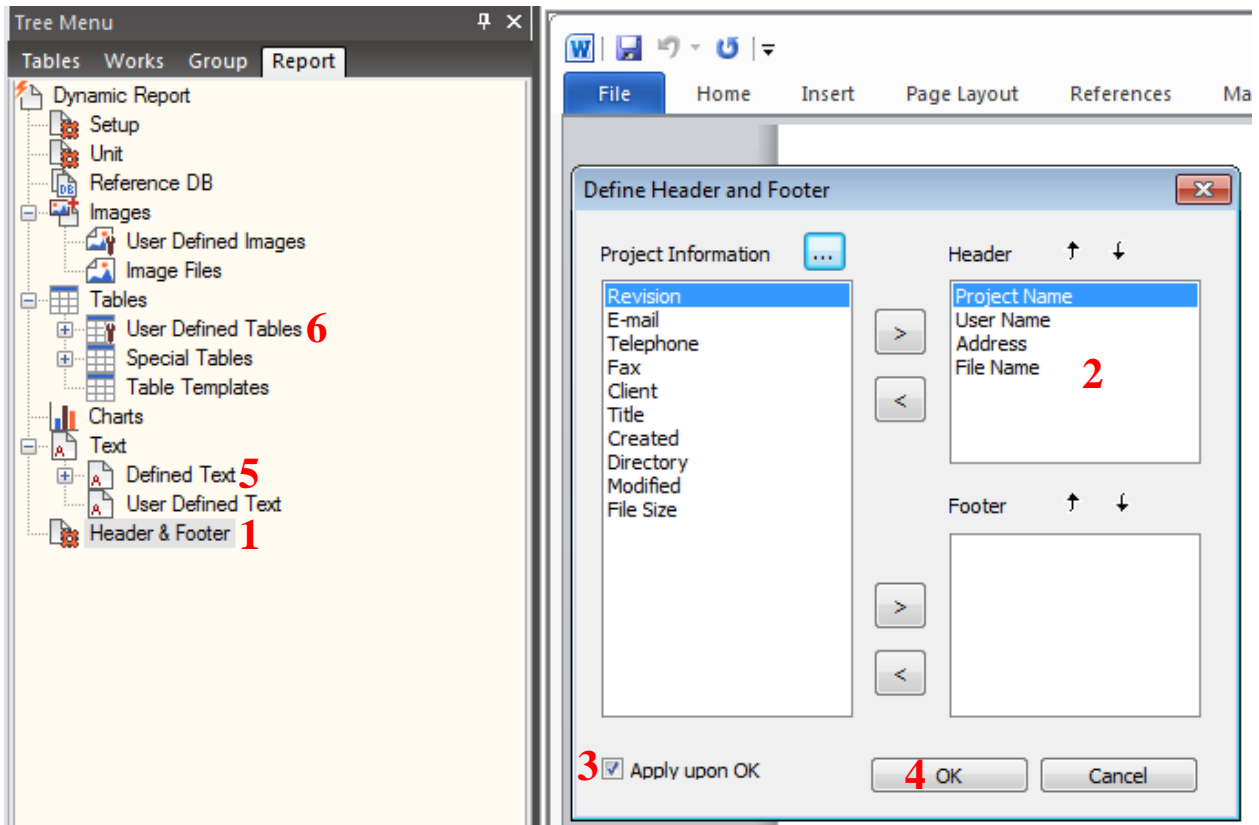 Tree Menu
Tables Works Group Report
Dynamic Report
Setup
Unit
Reference DB
Images
User Defined Images
Image Files
Tables
User Defined Tables 6
Special Tables
Table Templates
Charts
Text
Defined Text 5
User Defined Text
Header & Footer 1
W
File Home Insert Page Layout References Ma
Define Header and Footer
Project Information ...
Revision
E-mail
Telephone
Fax
Client
Title
Created
Directory
Modified
File Size
>
<
Header
Project Name
User Name
Address
File Name
2
Footer
>
<
3 Apply upon OK
4 OK
Cancel